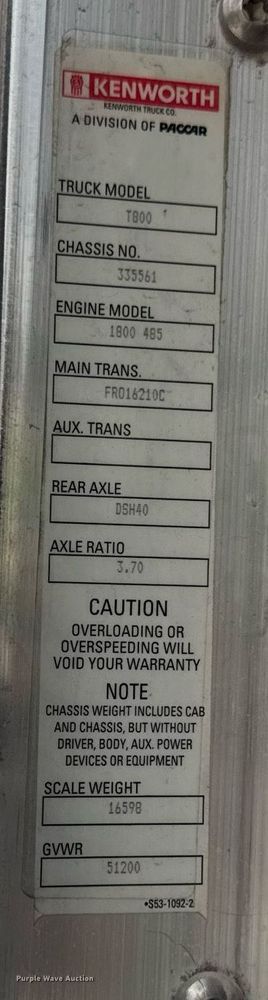 KENWORTH
KENWORTH TRUCK CO.
A DIVISION OF PACCAR
TRUCK MODEL
T800
CHASSIS NO.
335561
ENGINE MODEL
1800 485
MAIN TRANS.
FRO16210C
AUX. TRANS
REAR AXLE
DSH40
AXLE RATIO
3.70
CAUTION
OVERLOADING OR
OVERSPEEDING WILL
VOID YOUR WARRANTY
NOTE
CHASSIS WEIGHT INCLUDES CAB
AND CHASSIS, BUT WITHOUT
DRIVER, BODY, AUX. POWER
DEVICES OR EQUIPMENT
SCALE WEIGHT
16598
GVWR
51200
•S53-1092-2
Purple Wave Auction